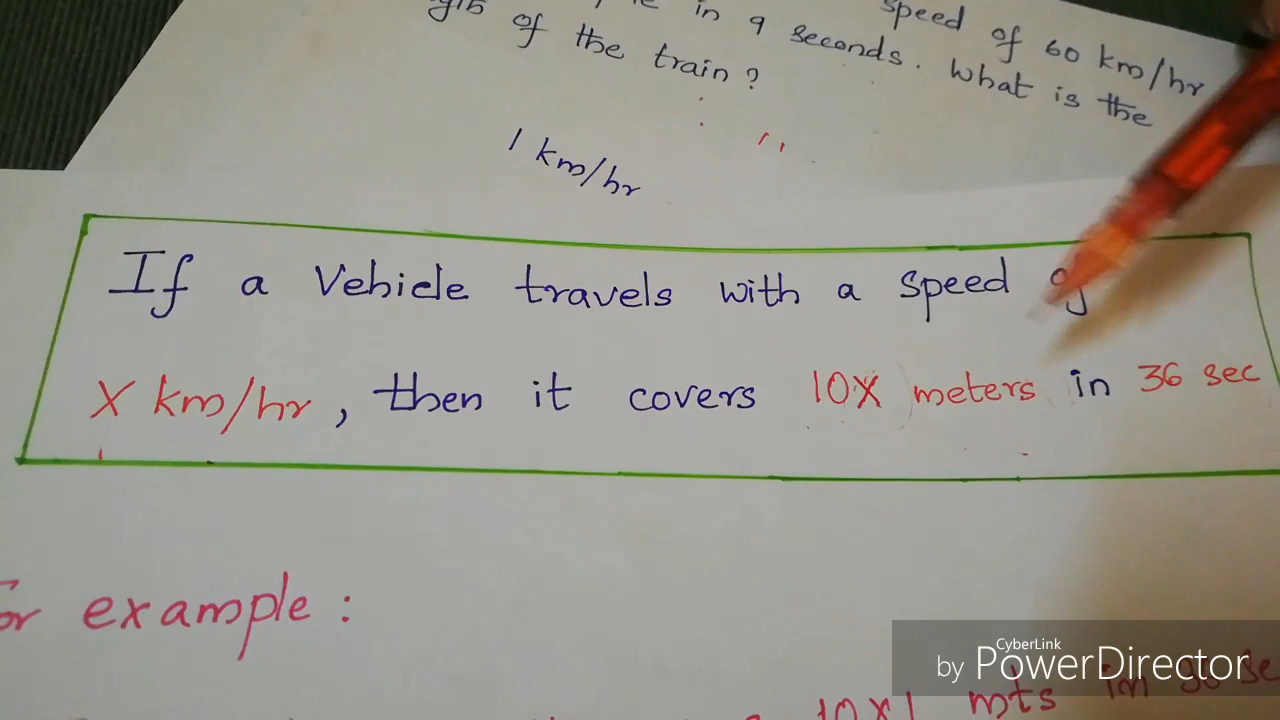 in 9 seconds. speed of 60 km/hr
of the train? What is the
1 km/hr
If a Vehicle travels with a speed of
X km/hr, then it covers 10X meters in 36 sec
For example:
10X1 mts in
CyberLink
by PowerDirector